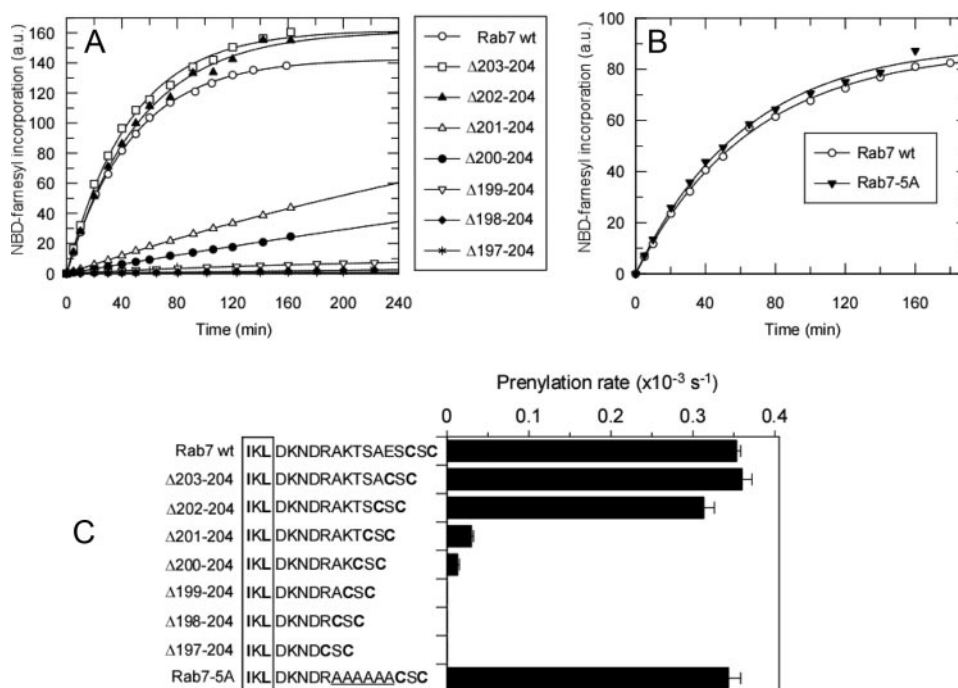 A
NBD-farnesyl incorporation (a.u.)
160
140
120
100
80
60
40
20
0
0 40 80 120 160 200 240
Time (min)
Rab7 wt
Δ203-204
Δ202-204
Δ201-204
Δ200-204
Δ199-204
Δ198-204
Δ197-204
B
NBD-farnesyl incorporation (a.u.)
100
80
60
40
20
0
0 40 80 120 160
Time (min)
Rab7 wt
Rab7-5A
C
Prenylation rate (x10-3 s-1)
0 0.1 0.2 0.3 0.4
Rab7 wt IKL DKNDRAKTSAESCSC
Δ203-204 IKL DKNDRAKTSACSC
Δ202-204 IKL DKNDRAKTSCSC
Δ201-204 IKL DKNDRAKTCSC
Δ200-204 IKL DKNDRAKCSC
Δ199-204 IKL DKNDRACSC
Δ198-204 IKL DKNDRCSC
Δ197-204 IKL DKNDCSC
Rab7-5A IKL DKNDRAAAAAACSC